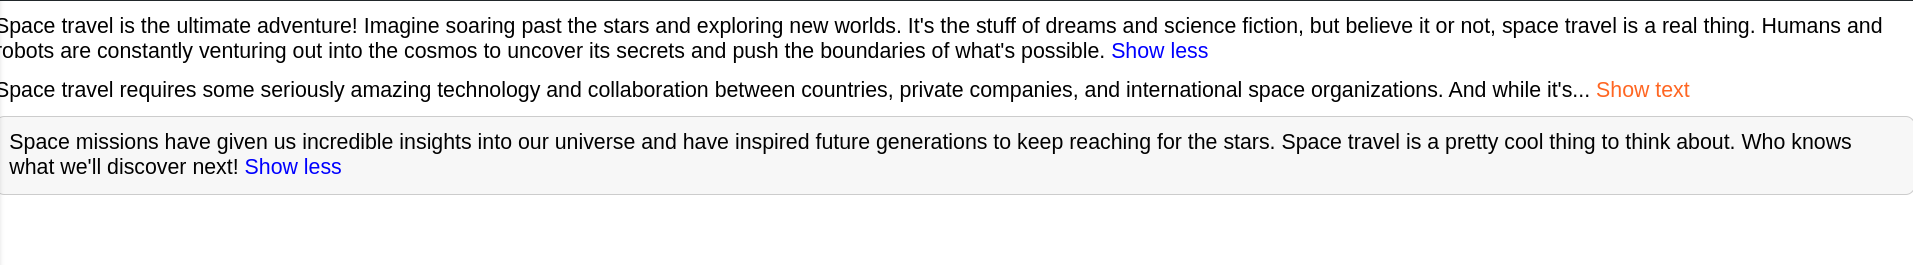 Space travel is the ultimate adventure! Imagine soaring past the stars and exploring new worlds. It's the stuff of dreams and science fiction, but believe it or not, space travel is a real thing. Humans and
robots are constantly venturing out into the cosmos to uncover its secrets and push the boundaries of what's possible. Show less
Space travel requires some seriously amazing technology and collaboration between countries, private companies, and international space organizations. And while it's... Show text
Space missions have given us incredible insights into our universe and have inspired future generations to keep reaching for the stars. Space travel is a pretty cool thing to think about. Who knows
what we'll discover next! Show less